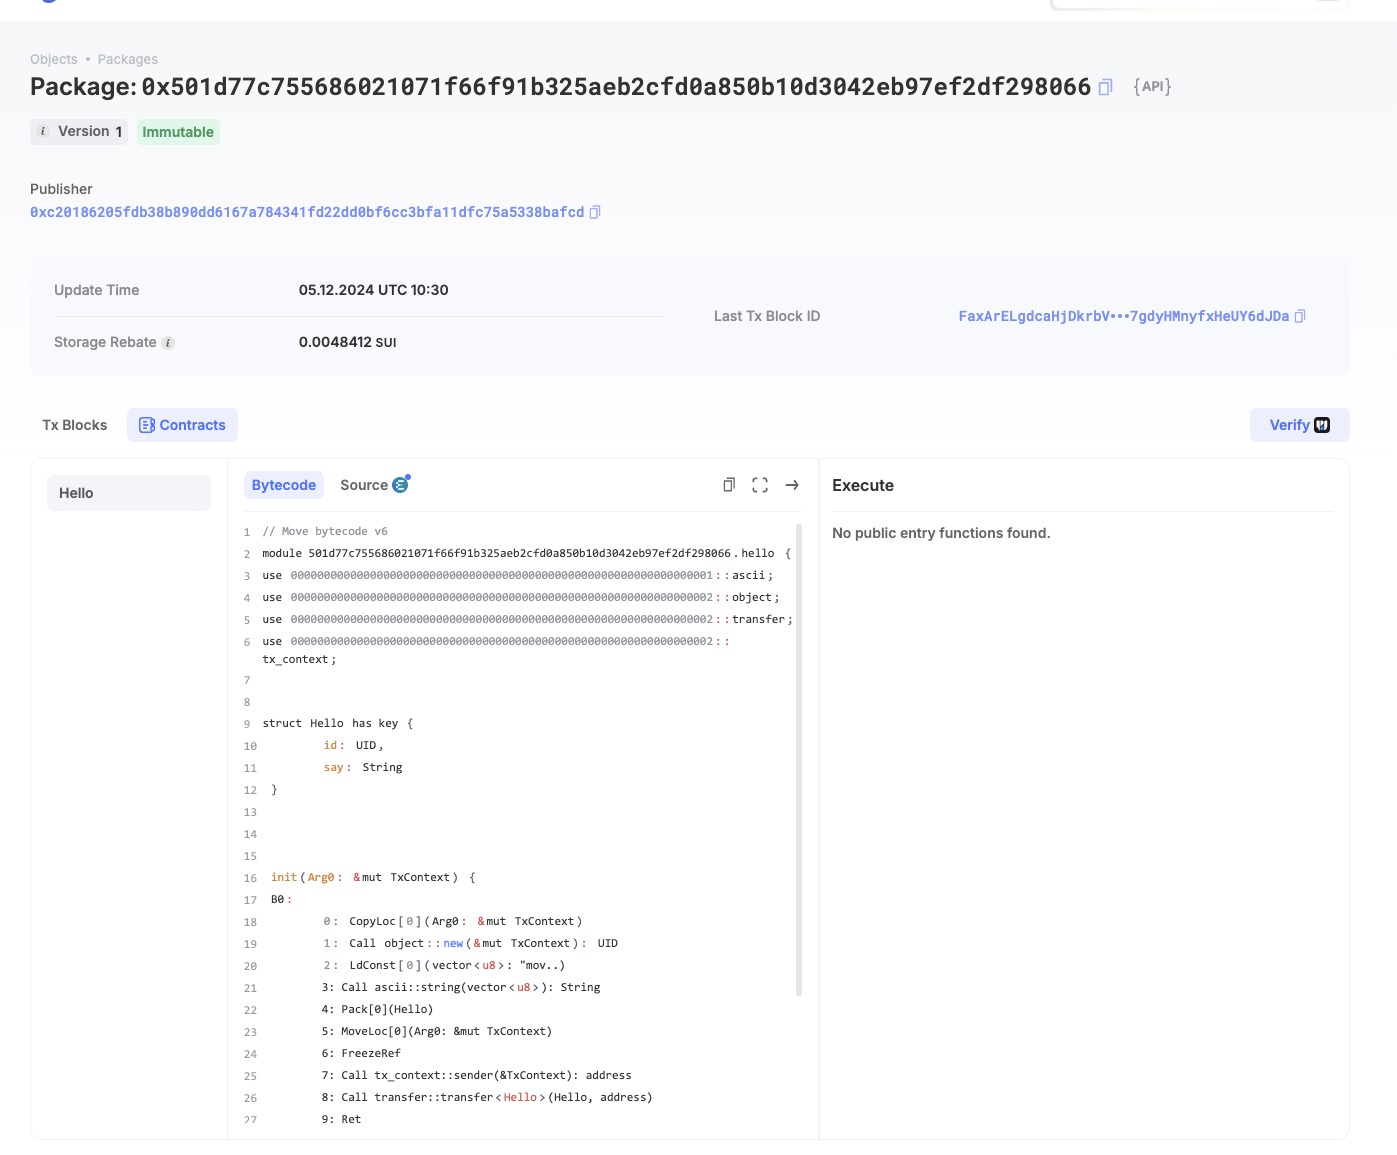 Objects • Packages
Package: 0x501d77c755686021071f66f91b325aeb2cfd0a850b10d3042eb97ef2df298066 {API}
i Version 1 Immutable
Publisher
0xc20186205fdb38b890dd6167a784341fd22dd0bf6cc3bfa11dfc75a5338bafcd
Update Time 05.12.2024 UTC 10:30
Last Tx Block ID FaxArELgdcaHjDkrbV•••7gdyHMnyfxHeUY6dJDa
Storage Rebate i 0.0048412 SUI
Tx Blocks Contracts Verify
Hello
Bytecode Source
Execute
No public entry functions found.
1 // Move bytecode v6
2 module 501d77c755686021071f66f91b325aeb2cfd0a850b10d3042eb97ef2df298066.hello {
3 use 0000000000000000000000000000000000000000000000000000000000000001::ascii;
4 use 0000000000000000000000000000000000000000000000000000000000000002::object;
5 use 0000000000000000000000000000000000000000000000000000000000000002::transfer;
6 use 0000000000000000000000000000000000000000000000000000000000000002::
tx_context;
7
8
9 struct Hello has key {
10 id: UID,
11 say: String
12 }
13
14
15
16 init(Arg0: &mut TxContext) {
17 B0:
18 0: CopyLoc[0](Arg0: &mut TxContext)
19 1: Call object::new(&mut TxContext): UID
20 2: LdConst[0](vector<u8>: "mov..)
21 3: Call ascii::string(vector<u8>): String
22 4: Pack[0](Hello)
23 5: MoveLoc[0](Arg0: &mut TxContext)
24 6: FreezeRef
25 7: Call tx_context::sender(&TxContext): address
26 8: Call transfer::transfer<Hello>(Hello, address)
27 9: Ret